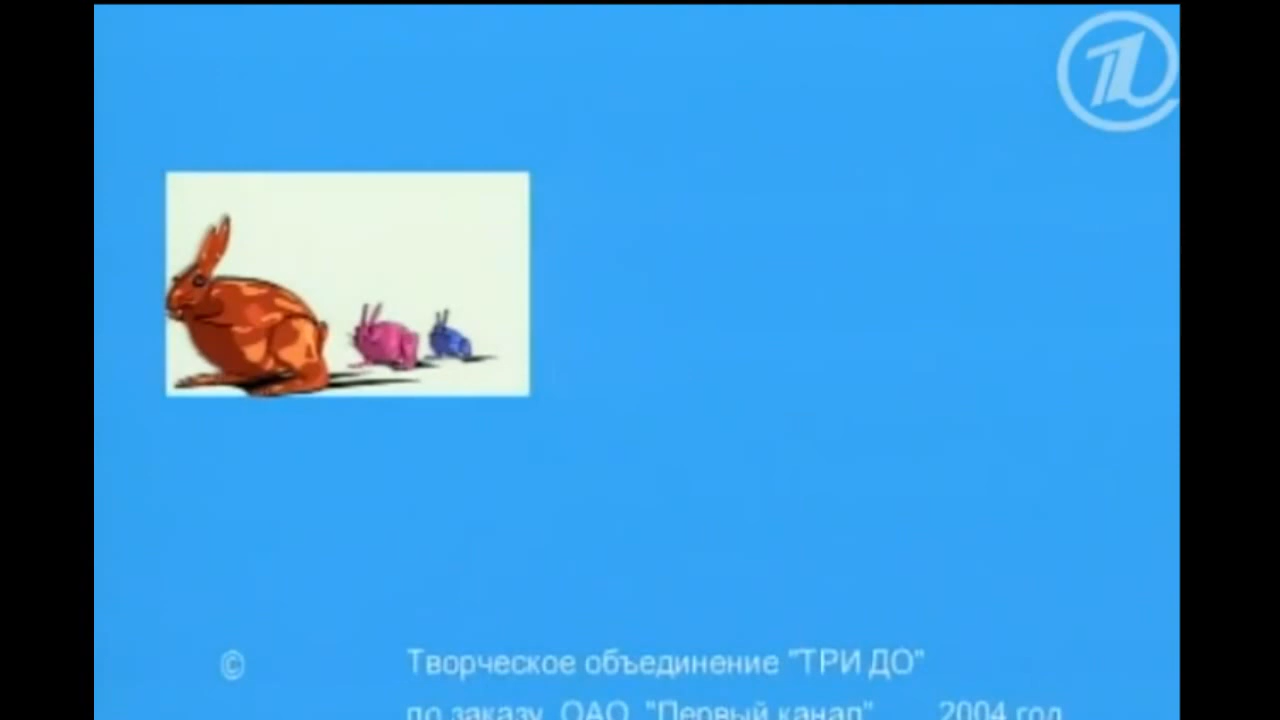 © Творческое объединение "ТРИ ДО"
по заказу ОАО "Первый канал" 2004 год